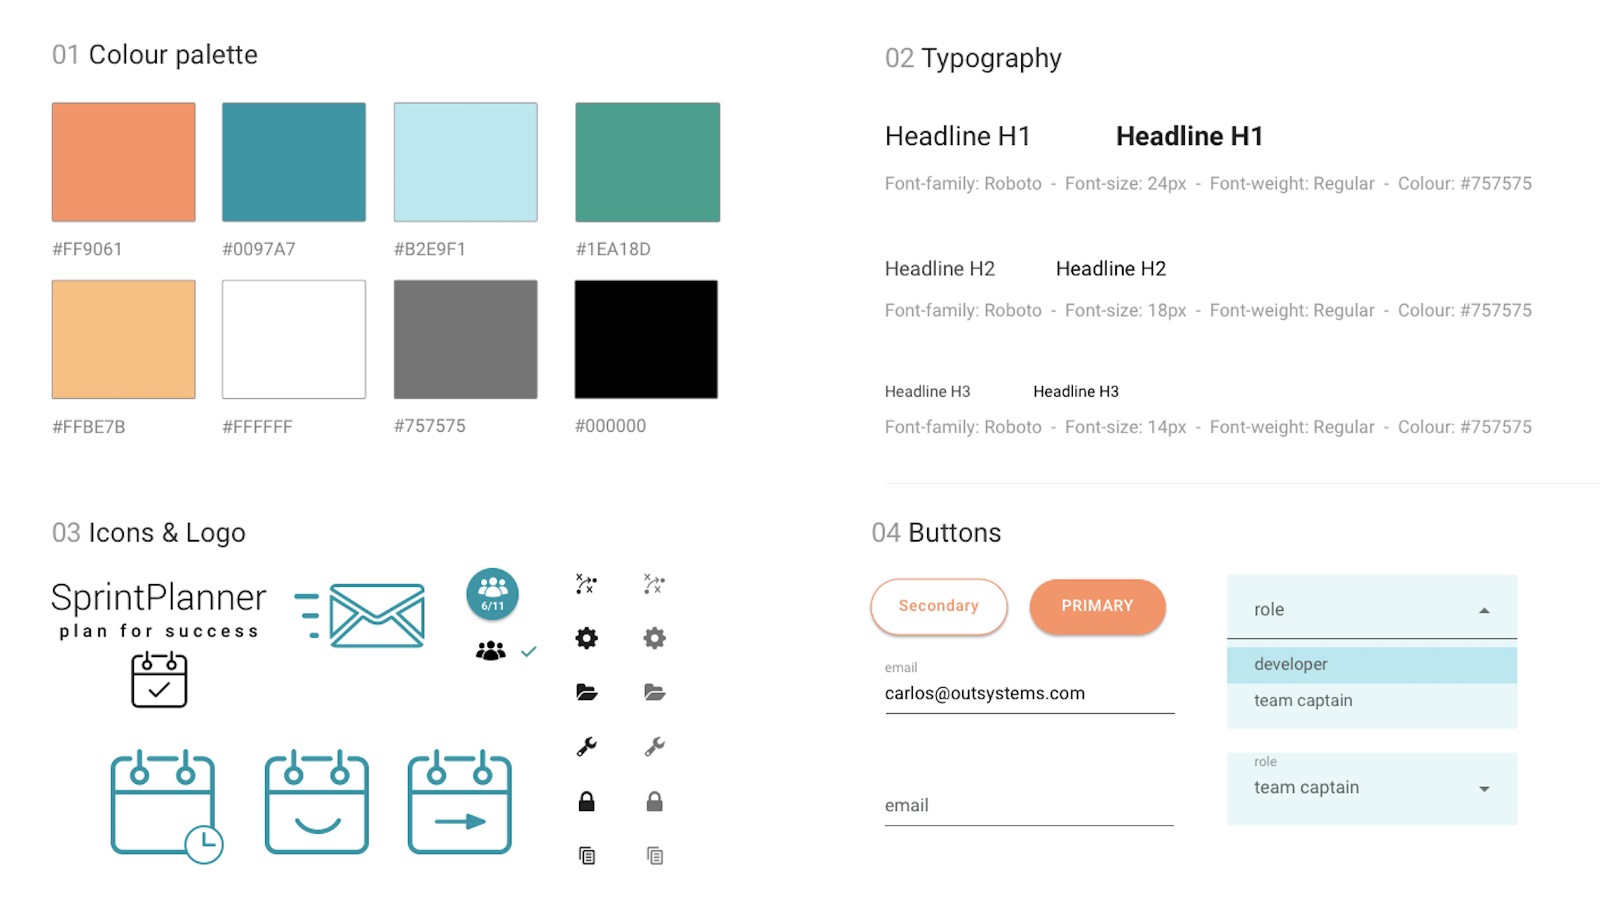 01 Colour palette
#FF9061
#0097A7
#B2E9F1
#1EA18D
#FFBE7B
#FFFFFF
#757575
#000000
02 Typography
Headline H1
Headline H1
Font-family: Roboto - Font-size: 24px - Font-weight: Regular - Colour: #757575
Headline H2
Headline H2
Font-family: Roboto - Font-size: 18px - Font-weight: Regular - Colour: #757575
Headline H3
Headline H3
Font-family: Roboto - Font-size: 14px - Font-weight: Regular - Colour: #757575
03 Icons & Logo
SprintPlanner
plan for success
6/11
04 Buttons
Secondary
PRIMARY
email
carlos@outsystems.com
email
role
developer
team captain
role
team captain